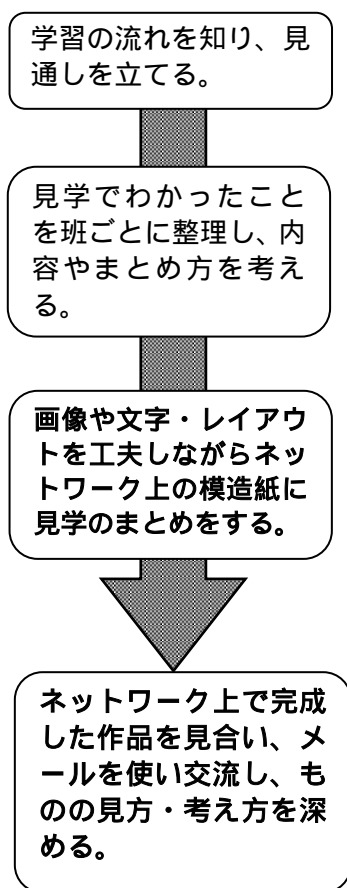 学習の流れを知り、見
通しを立てる。
見学でわかったこと
を班ごとに整理し、内
容やまとめ方を考え
る。
画像や文字・レイアウ
トを工夫しながらネッ
トワーク上の模造紙に
見学のまとめをする。
ネットワーク上で完成
した作品を見合い、メ
ールを使い交流し、も
のの見方・考え方を深
める。